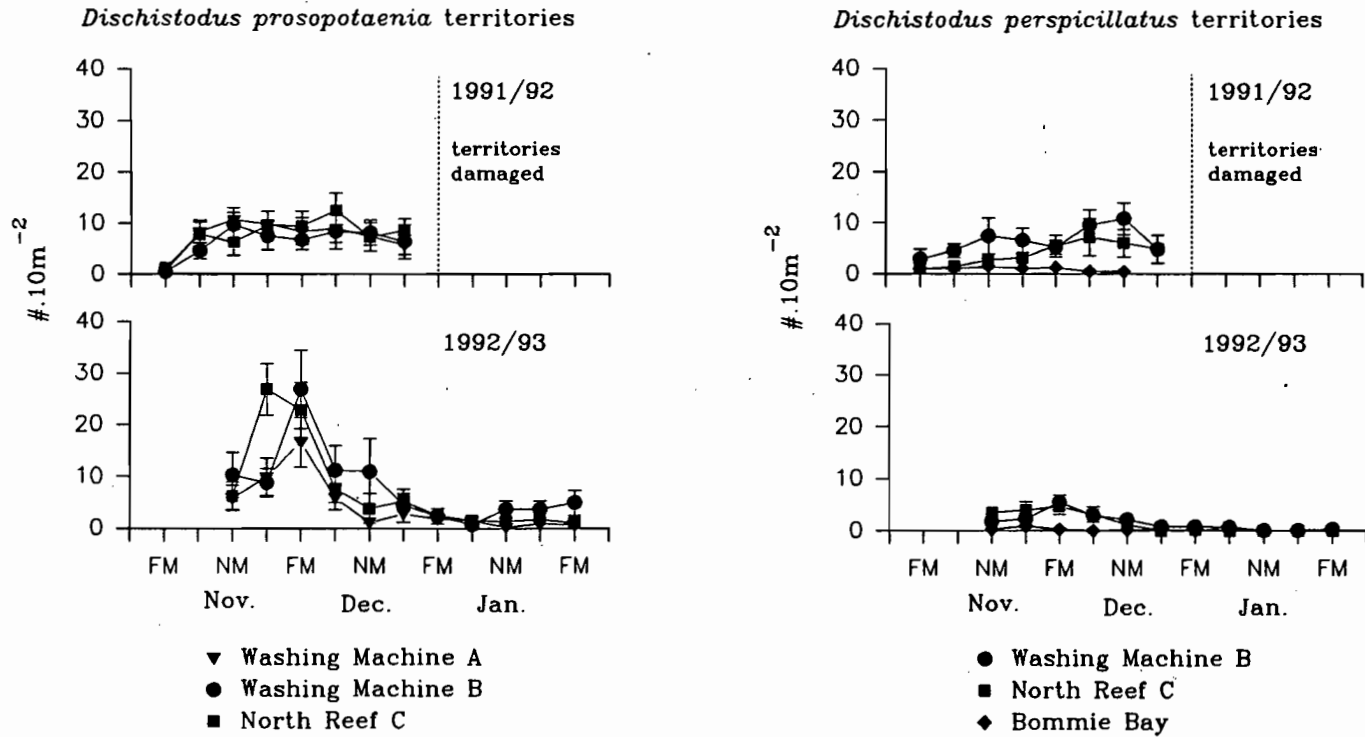 Dischistodus prosopotaenia territories
40
30
20
10
0
1991/92
territories
damaged
#.10m⁻²
40
30
20
10
0
1992/93
FM NM FM NM FM NM FM
Nov. Dec. Jan.
Washing Machine A
Washing Machine B
North Reef C
Dischistodus perspicillatus territories
40
30
20
10
0
1991/92
territories
damaged
#.10m⁻²
40
30
20
10
0
1992/93
FM NM FM NM FM NM FM
Nov. Dec. Jan.
Washing Machine B
North Reef C
Bommie Bay